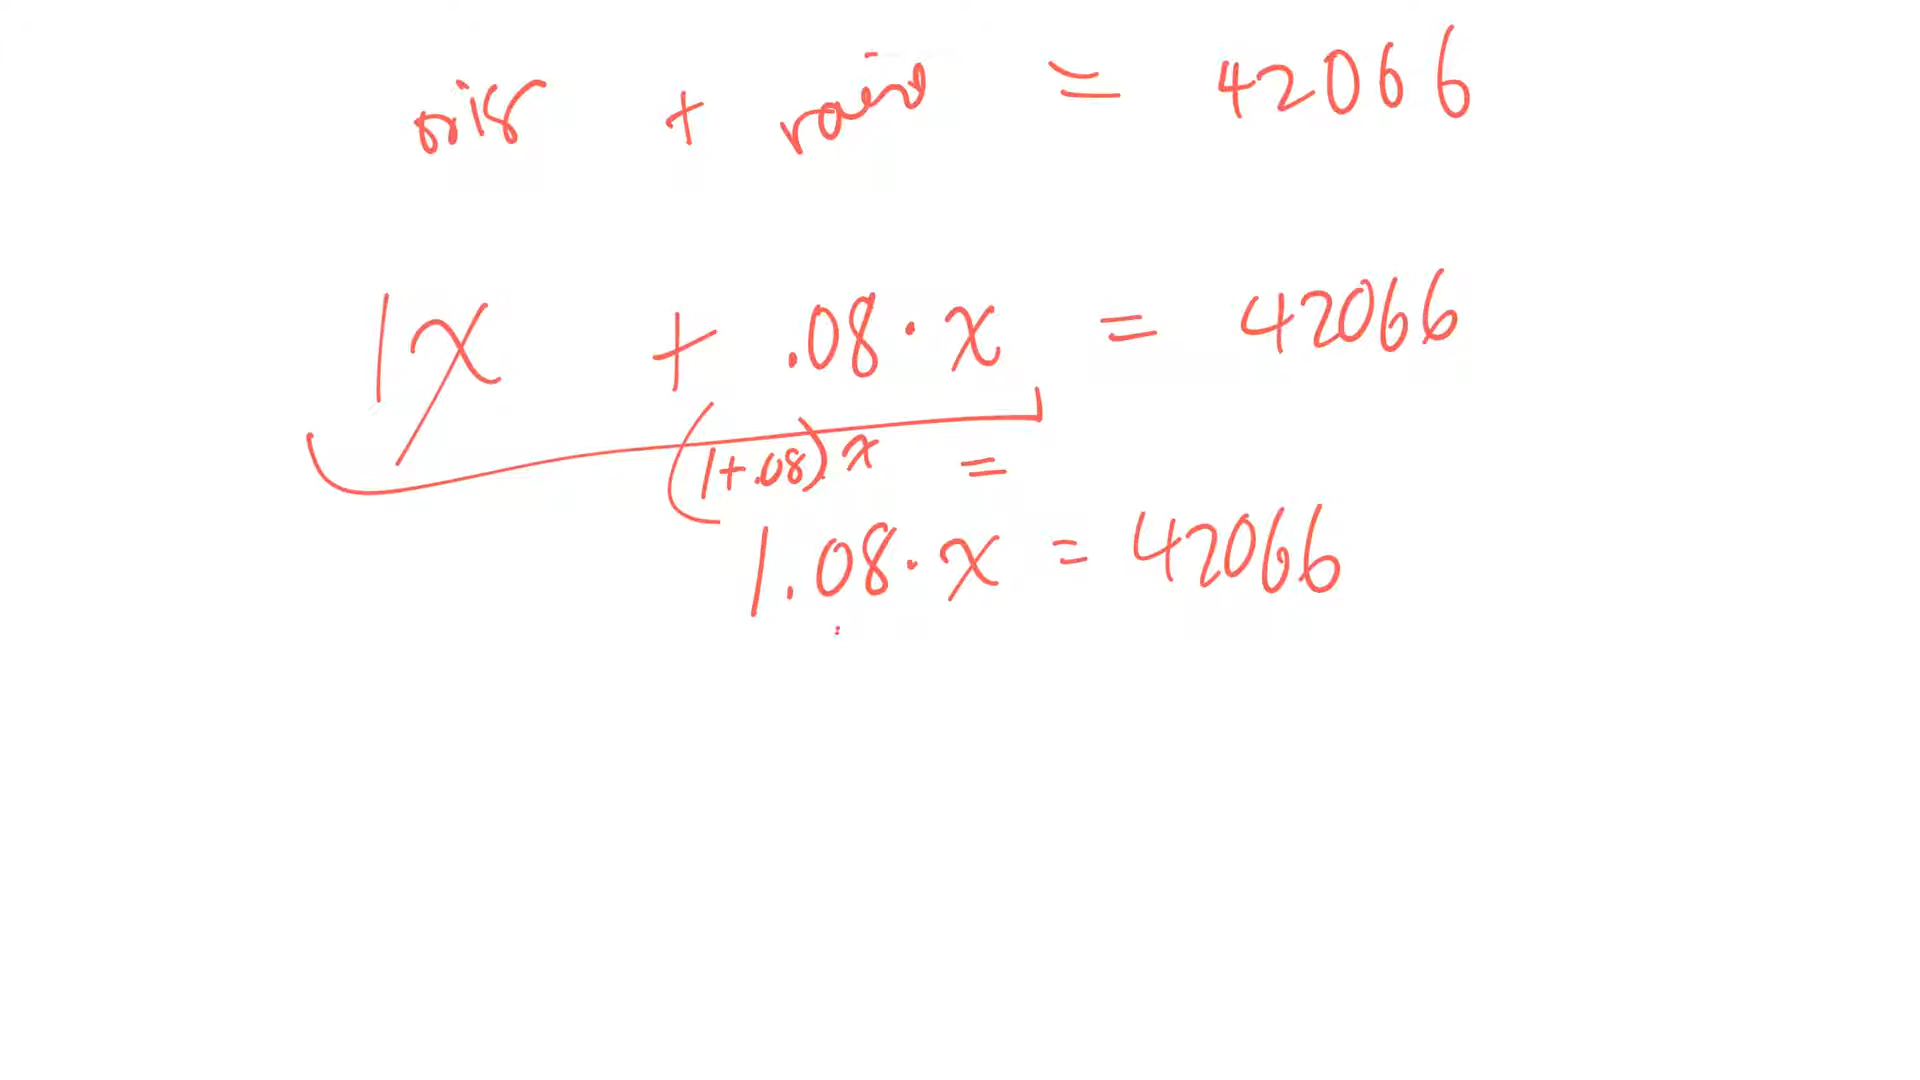 orig + raise = 42066
1x + .08 · x = 42066
(1+.08)x =
1.08 · x = 42066